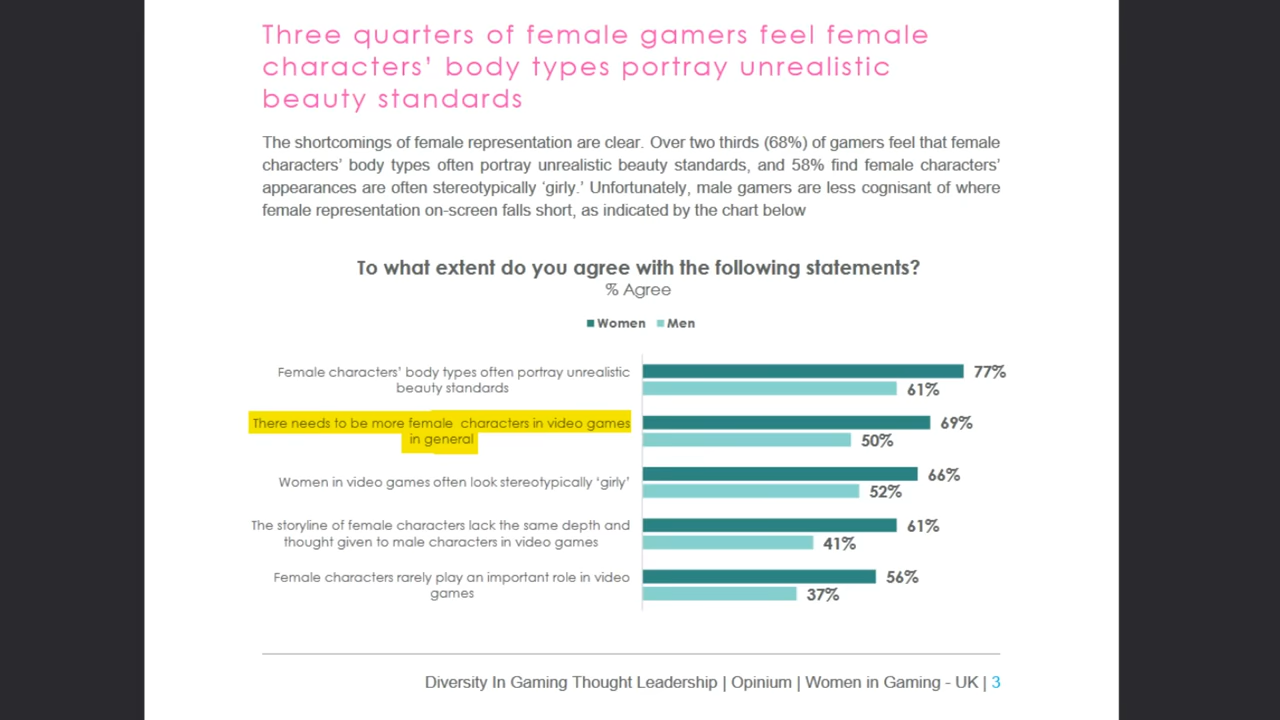 Three quarters of female gamers feel female
characters’ body types portray unrealistic
beauty standards
The shortcomings of female representation are clear. Over two thirds (68%) of gamers feel that female
characters’ body types often portray unrealistic beauty standards, and 58% find female characters’
appearances are often stereotypically ‘girly.’ Unfortunately, male gamers are less cognisant of where
female representation on-screen falls short, as indicated by the chart below
To what extent do you agree with the following statements?
% Agree
Women Men
Female characters’ body types often portray unrealistic
beauty standards
77%
61%
There needs to be more female characters in video games
in general
69%
50%
Women in video games often look stereotypically ‘girly’
66%
52%
The storyline of female characters lack the same depth and
thought given to male characters in video games
61%
41%
Female characters rarely play an important role in video
games
56%
37%
Diversity In Gaming Thought Leadership | Opinium | Women in Gaming - UK | 3